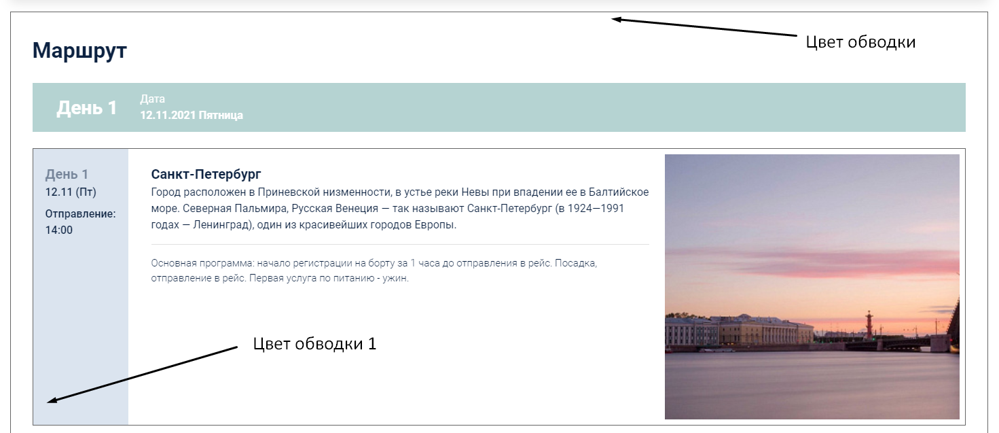 Цвет обводки
Маршрут
День 1
Дата
12.11.2021 Пятница
День 1
12.11 (Пт)
Отправление:
14:00
Санкт-Петербург
Город расположен в Приневской низменности, в устье реки Невы при впадении ее в Балтийское
море. Северная Пальмира, Русская Венеция — так называют Санкт-Петербург (в 1924—1991
годах — Ленинград), один из красивейших городов Европы.
Основная программа: начало регистрации на борту за 1 часа до отправления в рейс. Посадка,
отправление в рейс. Первая услуга по питанию - ужин.
Цвет обводки 1